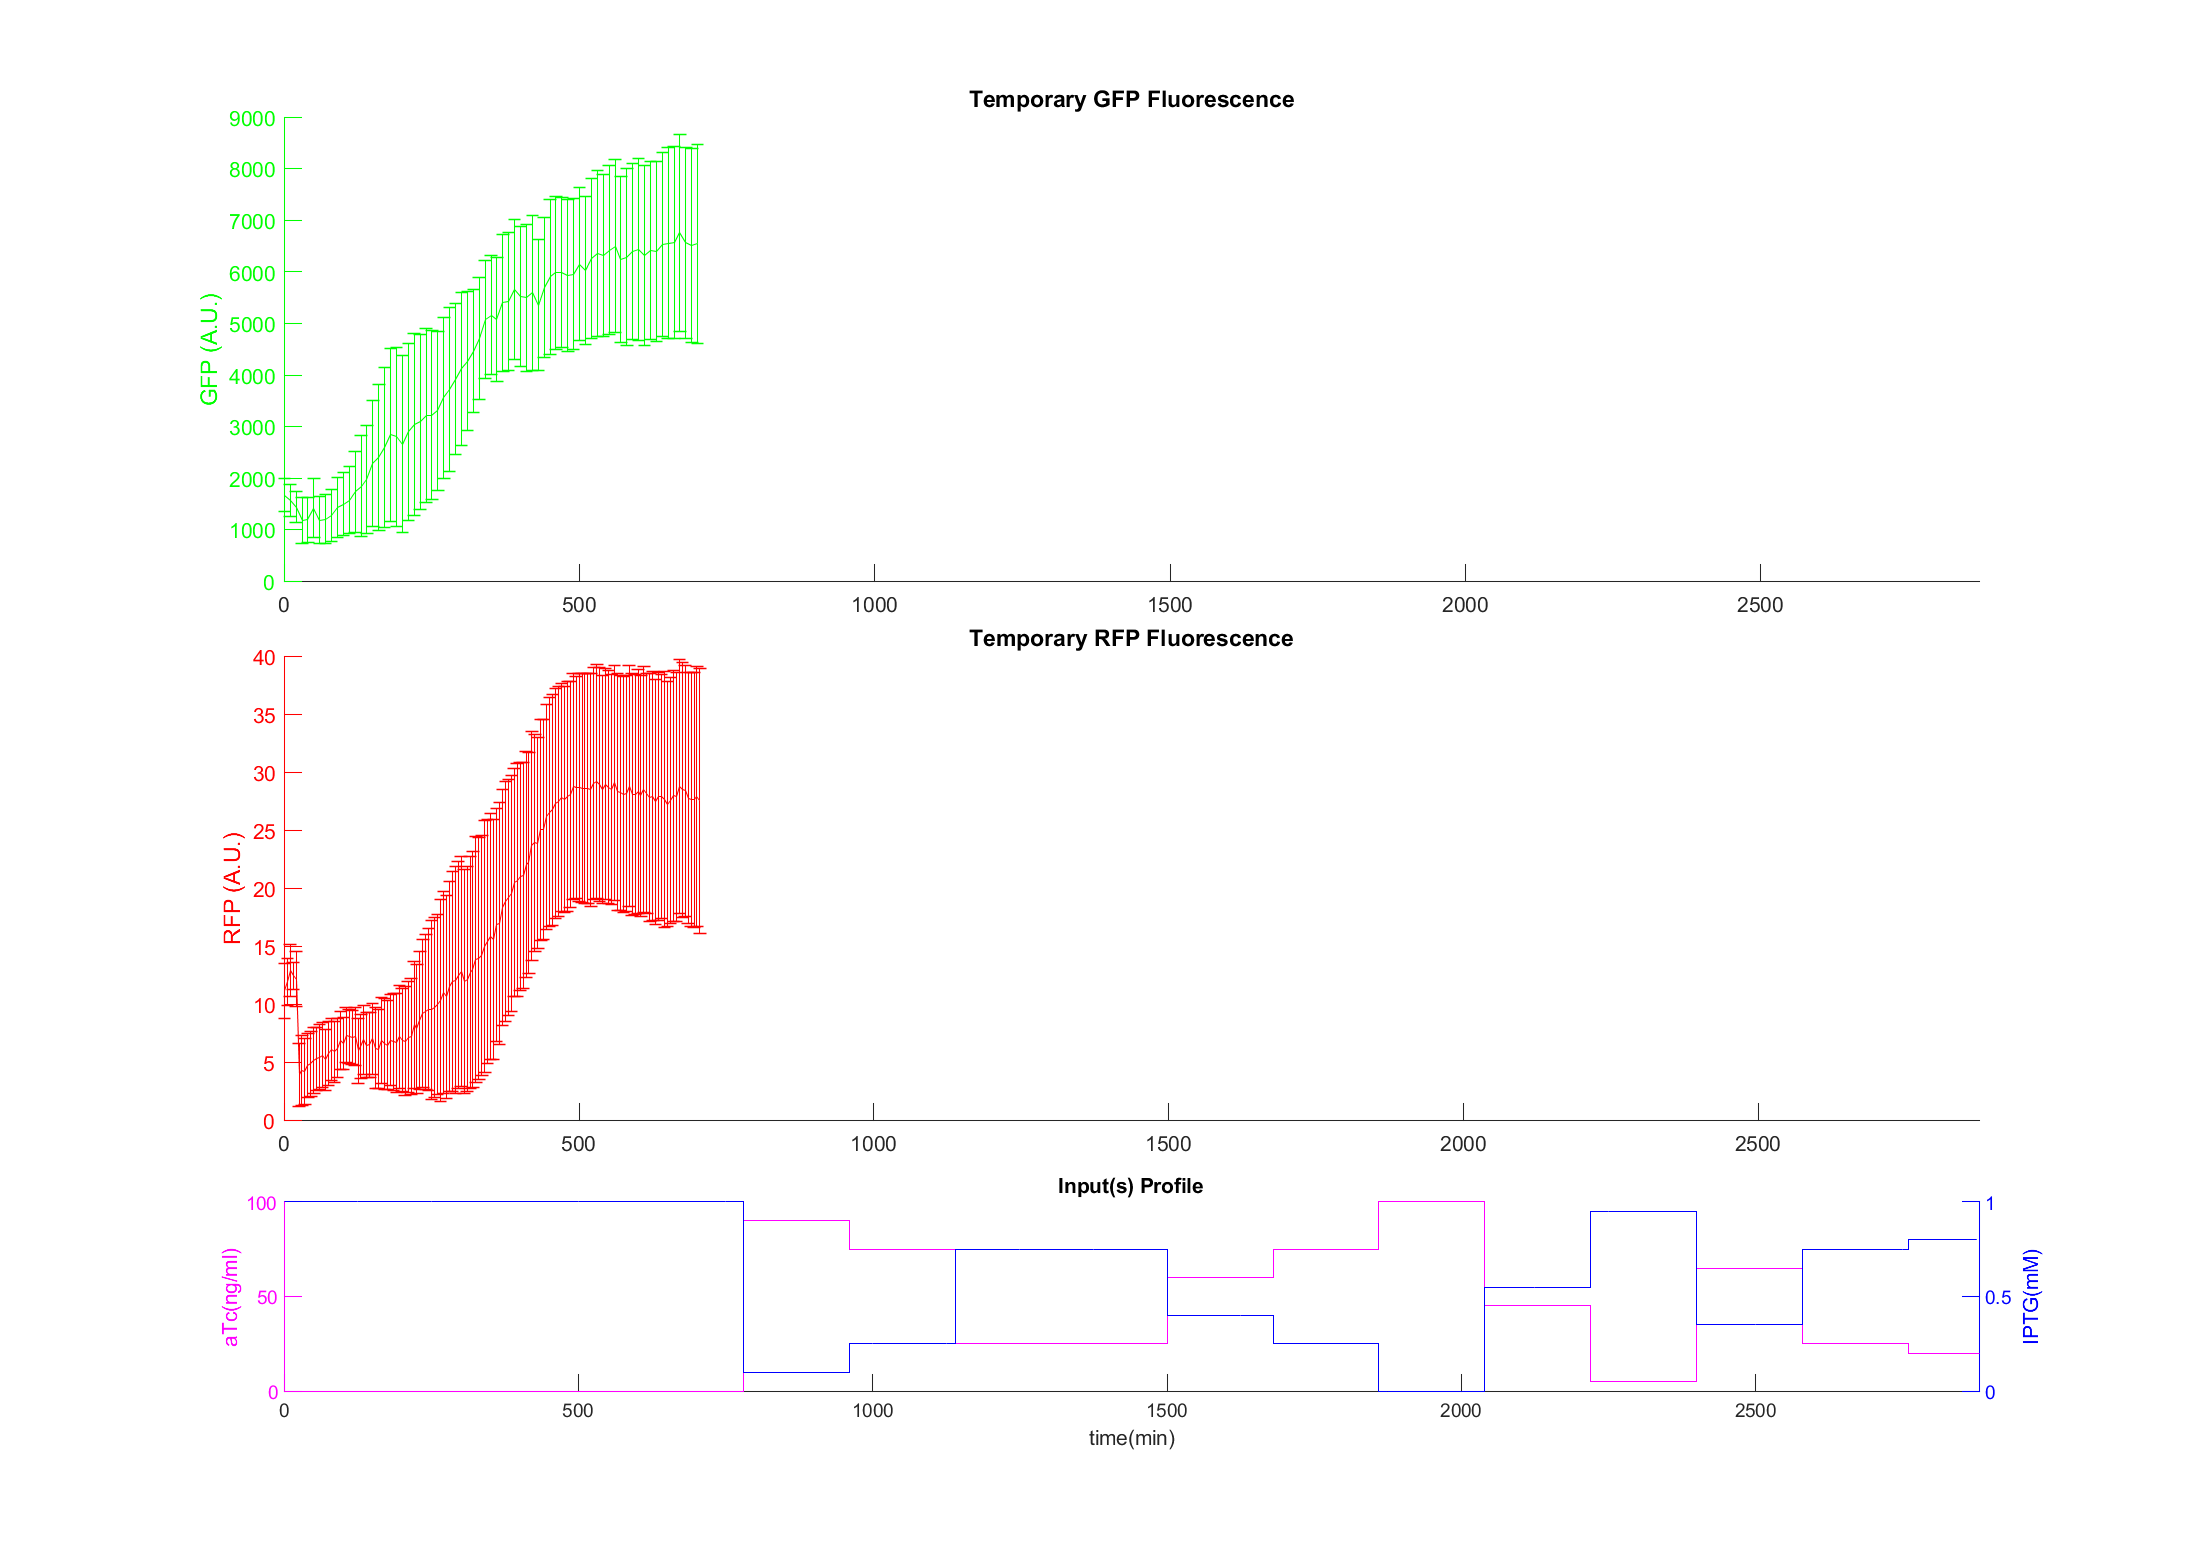 Temporary GFP Fluorescence
9000
8000
7000
6000
5000
4000
3000
2000
1000
0
GFP (A.U.)
0 500 1000 1500 2000 2500
Temporary RFP Fluorescence
40
35
30
25
20
15
10
5
0
RFP (A.U.)
0 500 1000 1500 2000 2500
Input(s) Profile
100
50
0
aTc(ng/ml)
1
0.5
0
IPTG(mM)
0 500 1000 1500 2000 2500
time(min)